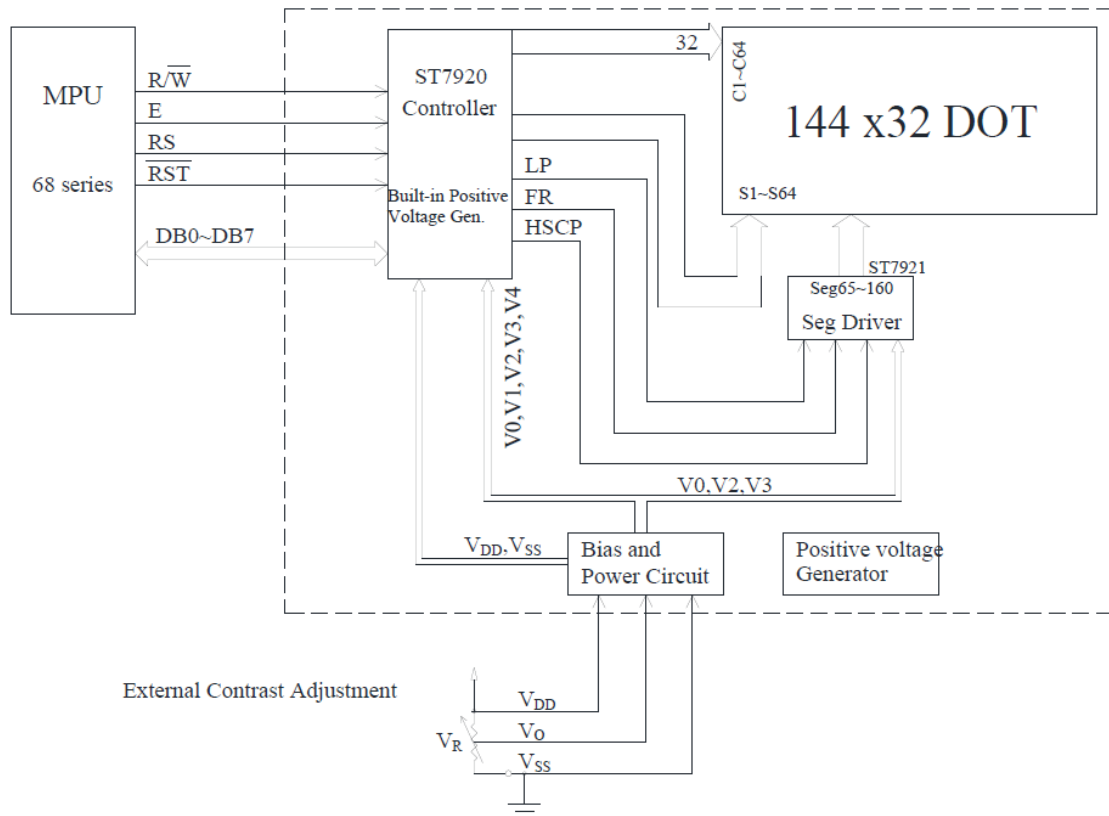 MPU
68 series
R/W̅
E
RS
R̅S̅T̅
DB0~DB7
ST7920
Controller
Built-in Positive
Voltage Gen.
32
C1~C64
144 x32 DOT
S1~S64
LP
FR
HSCP
ST7921
Seg65~160
Seg Driver
V0,V1,V2,V3,V4
V0,V2,V3
VDD,VSS
Bias and
Power Circuit
Positive voltage
Generator
External Contrast Adjustment
VDD
VR
VO
VSS